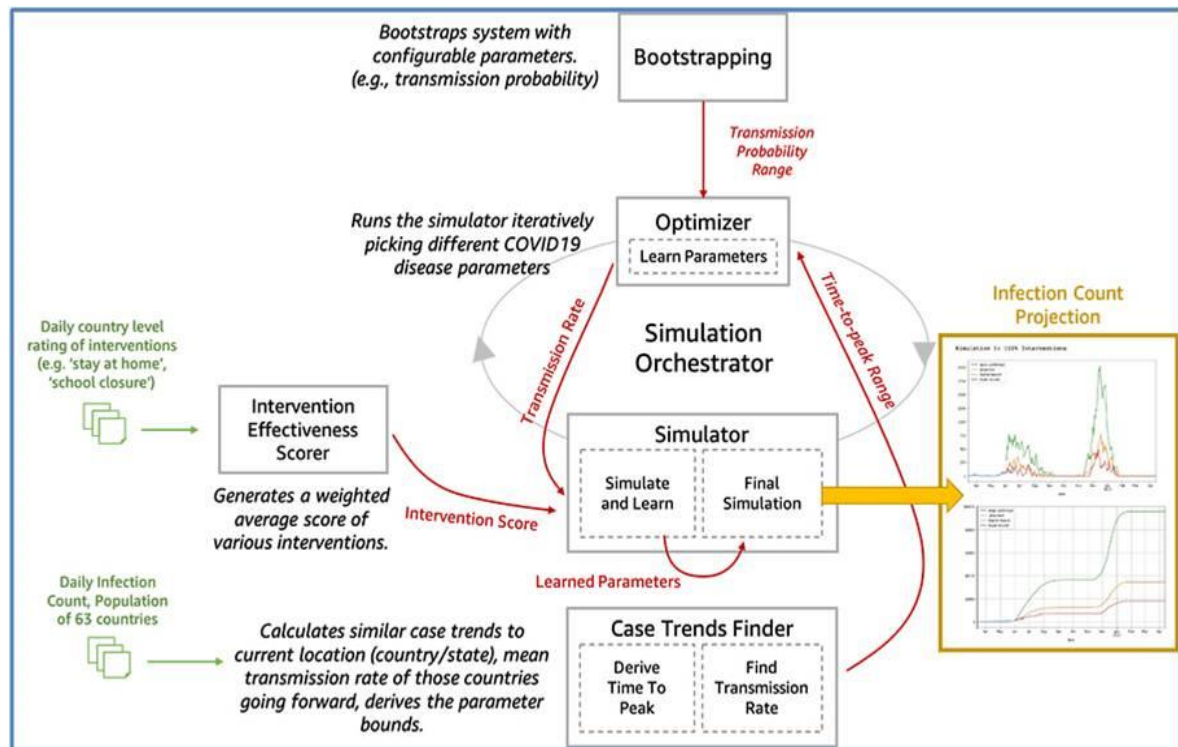 Bootstraps system with
configurable parameters.
(e.g., transmission probability)
Bootstrapping
Transmission
Probability
Range
Runs the simulator iteratively
picking different COVID19
disease parameters
Optimizer
Learn Parameters
Transmission Rate
Time-to-peak Range
Simulation
Orchestrator
Infection Count
Projection
Simulation In 100% Interventions
Daily country level
rating of interventions
(e.g. 'stay at home',
'school closure')
Intervention
Effectiveness
Scorer
Generates a weighted
average score of
various interventions.
Intervention Score
Simulator
Simulate
and Learn
Final
Simulation
Learned Parameters
Daily Infection
Count, Population
of 63 countries
Calculates similar case trends to
current location (country/state), mean
transmission rate of those countries
going forward, derives the parameter
bounds.
Case Trends Finder
Derive
Time To
Peak
Find
Transmission
Rate